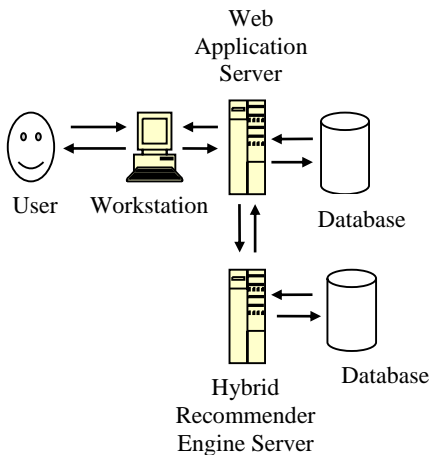 Web
Application
Server
User
Workstation
Database
Database
Hybrid
Recommender
Engine Server